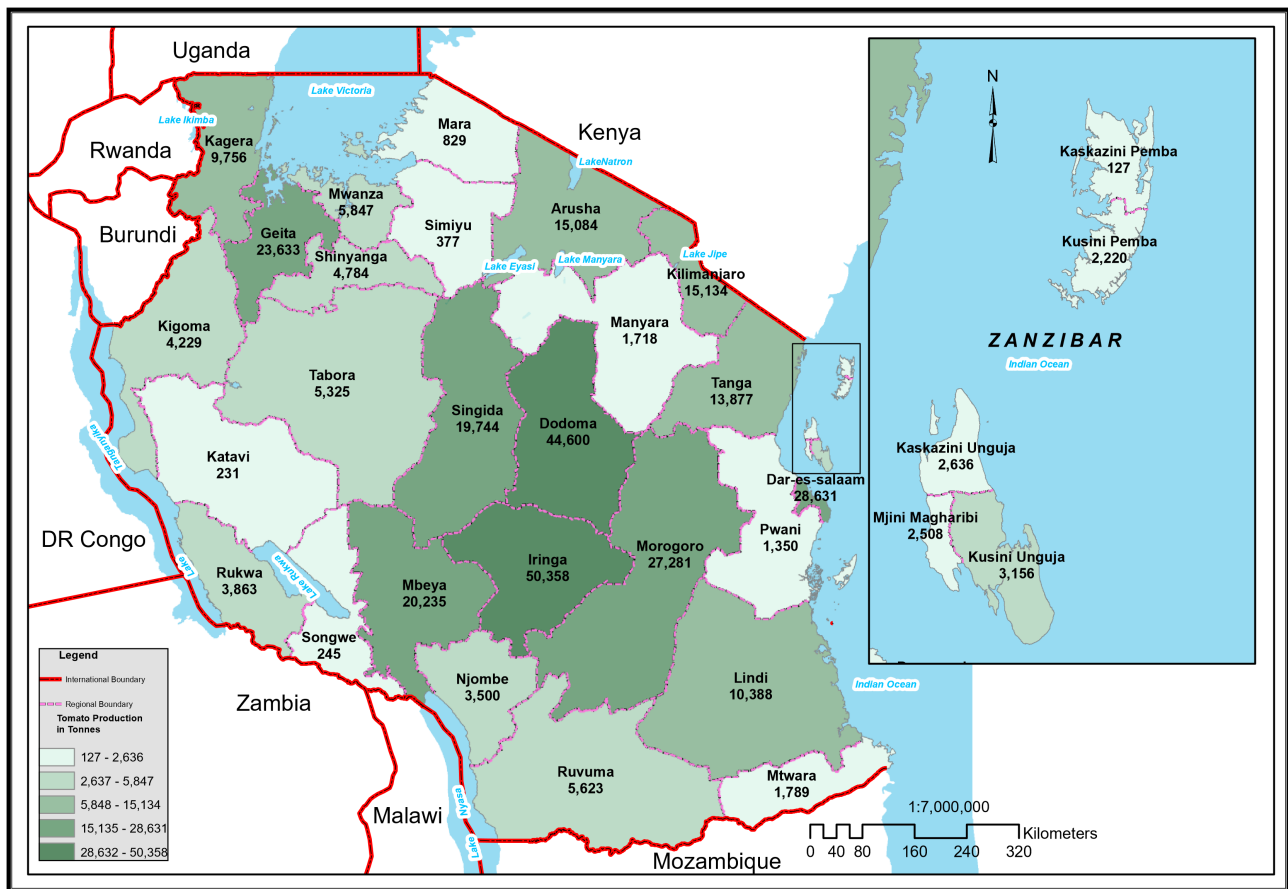 Uganda
Lake Victoria
Lake Ikimba
Kagera
9,756
Mara
829
Kenya
Rwanda
LakeNatron
Mwanza
5,847
Simiyu
377
Arusha
15,084
Burundi
Geita
23,633
Shinyanga
4,784
Lake Eyasi
Lake Manyara
Lake Jipe
Kilimanjaro
15,134
Kigoma
4,229
Manyara
1,718
Tabora
5,325
Singida
19,744
Dodoma
44,600
Tanga
13,877
Katavi
231
Tanganyika
Lake
Dar-es-salaam
28,631
Pwani
1,350
DR Congo
Rukwa
3,863
Lake Rukwa
Mbeya
20,235
Iringa
50,358
Morogoro
27,281
Songwe
245
Njombe
3,500
Lindi
10,388
Indian Ocean
Zambia
Ruvuma
5,623
Mtwara
1,789
Malawi
Nyasa
Lake
Mozambique
N
Kaskazini Pemba
127
Kusini Pemba
2,220
ZANZIBAR
Indian Ocean
Kaskazini Unguja
2,636
Mjini Magharibi
2,508
Kusini Unguja
3,156
Legend
International Boundary
Regional Boundary
Tomato Production
in Tonnes
127 - 2,636
2,637 - 5,847
5,848 - 15,134
15,135 - 28,631
28,632 - 50,358
1:7,000,000
Kilometers
0 40 80 160 240 320